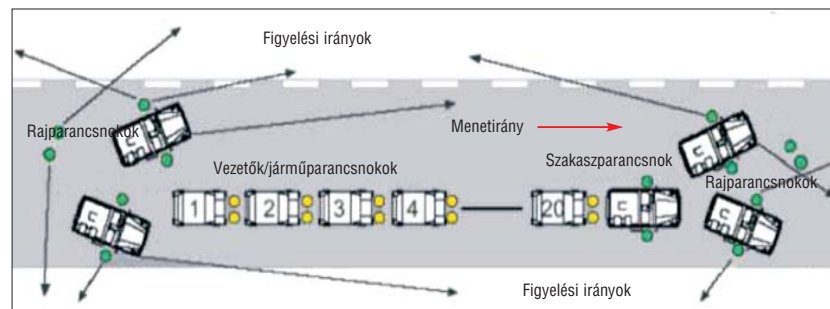 Figyelési irányok
Rajparancsnokok
Menetirány
Vezetők/járműparancsnokok
Szakaszparancsnok
Rajparancsnokok
1
2
3
4
20
Figyelési irányok